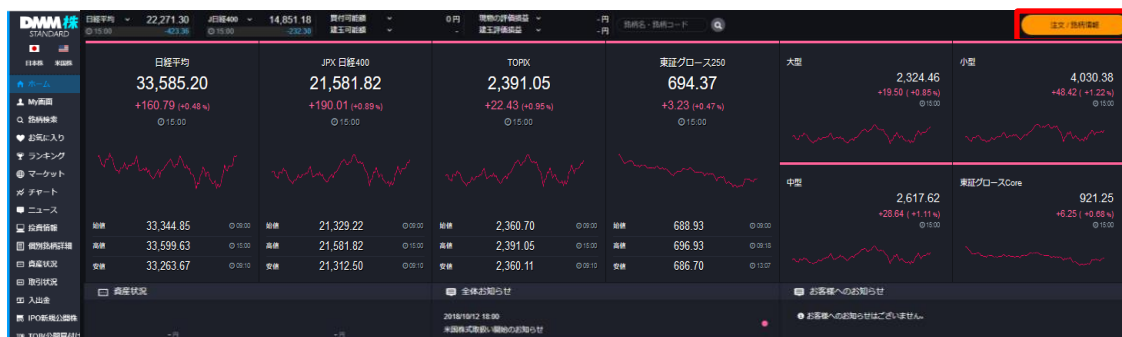 DMM 株
STANDARD
日経平均 22,271.30 J日経400 14,851.18 買付可能額 0 円 現物の評価損益 - 円
15:00 -423.36 15:00 -232.30 建玉可能額 - 建玉評価損益 - 円
銘柄名・銘柄コード
注文 / 銘柄情報
日本株 米国株
ホーム
My画面
銘柄検索
お気に入り
ランキング
マーケット
チャート
ニュース
投資情報
個別銘柄詳細
資産状況
取引状況
入出金
IPO新規公開株
日経平均
33,585.20
+160.79 (+0.48 %)
15:00
始値 33,344.85 09:00
高値 33,599.63 15:00
安値 33,263.67 09:10
JPX 日経400
21,581.82
+190.01 (+0.89 %)
15:00
始値 21,329.22 09:00
高値 21,581.82 15:00
安値 21,312.50 09:10
TOPIX
2,391.05
+22.43 (+0.95 %)
15:00
始値 2,360.70 09:00
高値 2,391.05 15:00
安値 2,360.11 09:10
東証グロース250
694.37
+3.23 (+0.47 %)
15:00
始値 688.93 09:00
高値 696.93 09:18
安値 686.70 13:07
大型
2,324.46
+19.50 ( +0.85 %)
15:00
小型
4,030.38
+48.42 ( +1.22 %)
15:00
中型
2,617.62
+28.64 ( +1.11 %)
15:00
東証グロースCore
921.25
+6.25 ( +0.68 %)
15:00
資産状況
- 円 - 円
全体お知らせ
2018/10/12 18:00
米国株式取扱い開始のお知らせ
お客様へのお知らせ
お客様へのお知らせはございません。